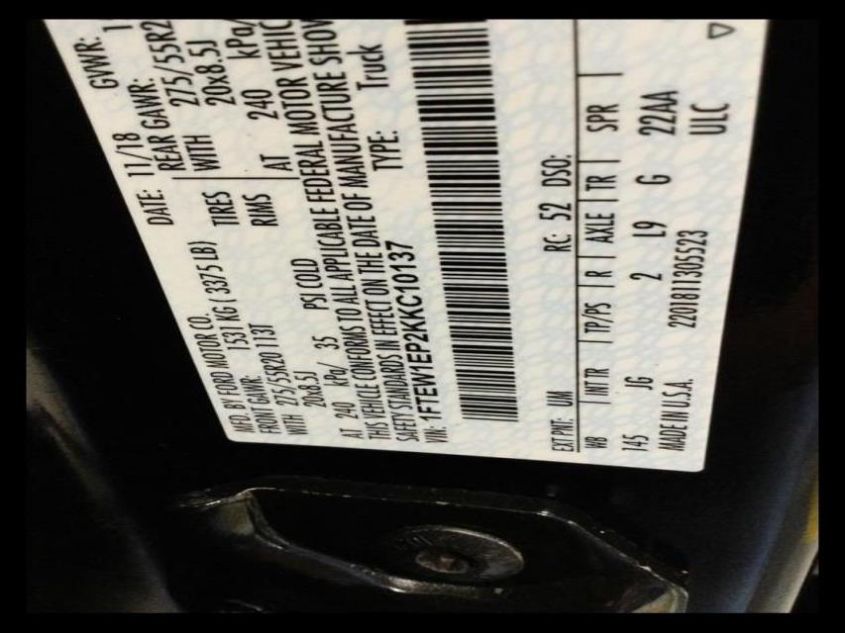 MFD. BY FORD MOTOR CO. DATE: 11/18 GVWR:
FRONT GAWR: 1531 KG ( 3375 LB) REAR GAWR:
WITH 275/55R20 113T TIRES WITH 275/55R2
20x8.5J RIMS 20x8.5J
AT 240 kPa/ 35 PSI COLD AT 240 kPa/
THIS VEHICLE CONFORMS TO ALL APPLICABLE FEDERAL MOTOR VEHIC
SAFETY STANDARDS IN EFFECT ON THE DATE OF MANUFACTURE SHOW
VIN: 1FTEW1EP2KKC10137 TYPE: Truck
EXT PNT: UM RC: 52 DSO:
WB INT TR TP/PS R AXLE TR SPR
145 JG 2 L9 G 22AA
MADE IN U.S.A. 2201811305523 ULC